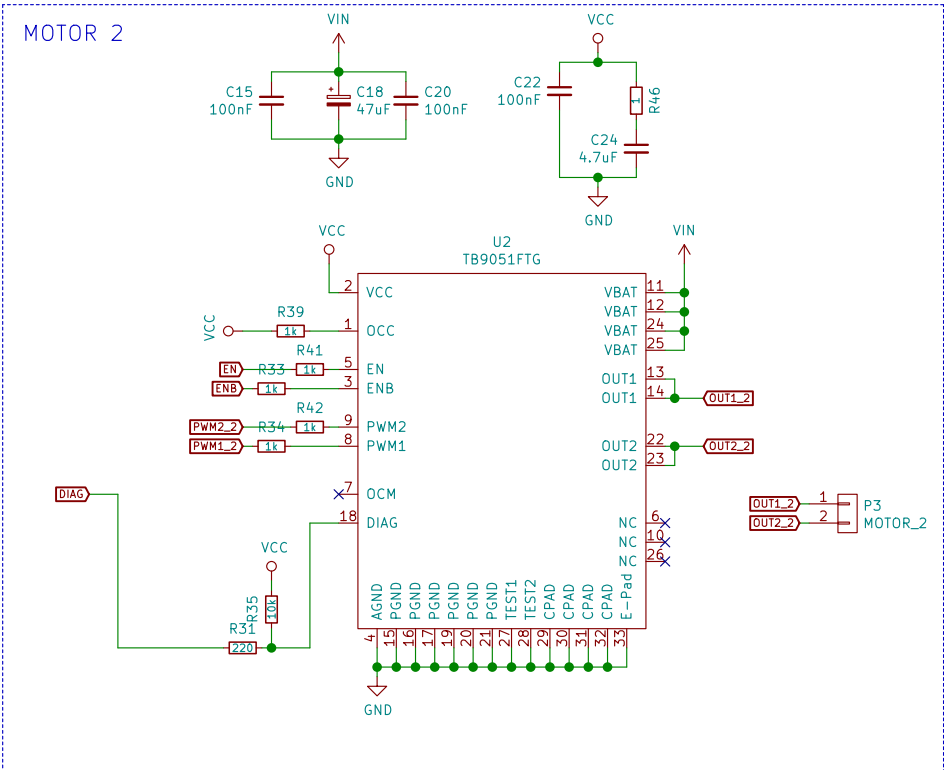 MOTOR 2
VIN
C15
100nF
+
C18
47uF
C20
100nF
GND
VCC
C22
100nF
1
R46
C24
4.7uF
GND
U2
TB9051FTG
VCC
2 VCC
VCC
R39
1k
1 OCC
EN
R41
1k
5 EN
ENB
R33
1k
3 ENB
PWM2_2
R42
1k
9 PWM2
PWM1_2
R34
1k
8 PWM1
7 OCM
DIAG
18 DIAG
VCC
R35
10k
R31
220
VIN
VBAT 11
VBAT 12
VBAT 24
VBAT 25
OUT1 13
OUT1 14
OUT1_2
OUT2 22
OUT2 23
OUT2_2
NC 6
NC 10
NC 26
AGND 4
PGND 15
PGND 16
PGND 17
PGND 19
PGND 20
PGND 21
TEST1 27
TEST2 28
CPAD 29
CPAD 30
CPAD 31
CPAD 32
E-Pad 33
GND
OUT1_2 1
OUT2_2 2
P3
MOTOR_2